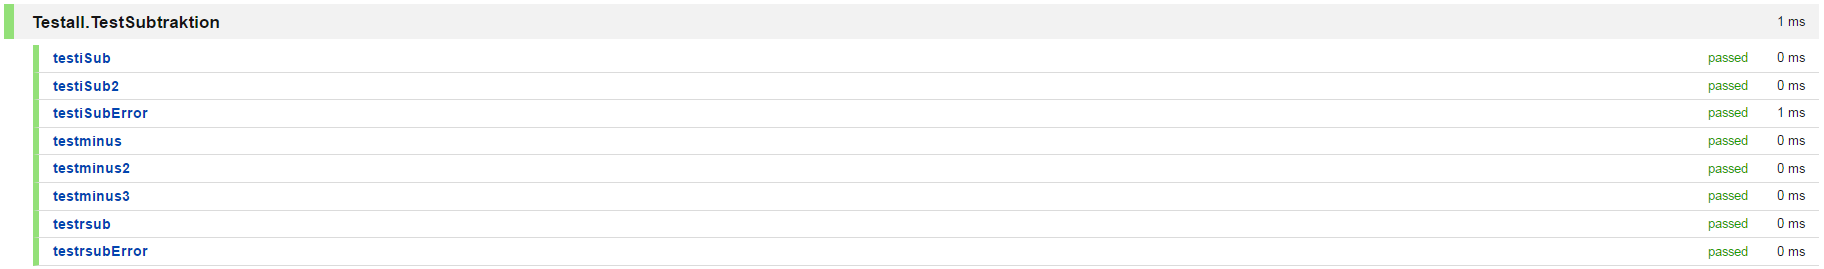 Testall.TestSubtraktion 1 ms
testiSub passed 0 ms
testiSub2 passed 0 ms
testiSubError passed 1 ms
testminus passed 0 ms
testminus2 passed 0 ms
testminus3 passed 0 ms
testrsub passed 0 ms
testrsubError passed 0 ms